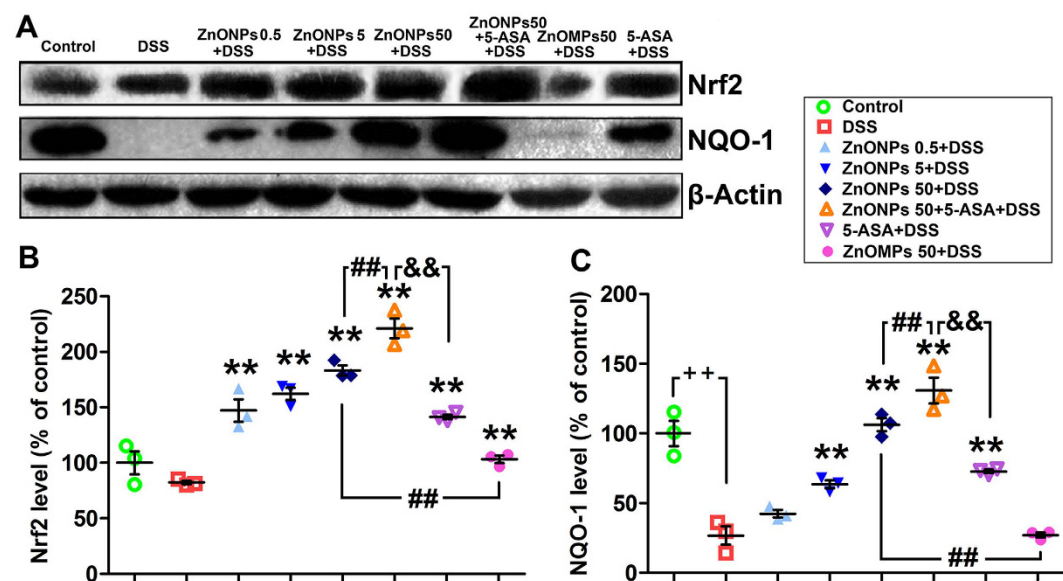 A
Control
DSS
ZnONPs 0.5
+DSS
ZnONPs 5
+DSS
ZnONPs50
+DSS
ZnONPs50
+5-ASA
+DSS
ZnOMPs50
+DSS
5-ASA
+DSS
Nrf2
NQO-1
β-Actin
Control
DSS
ZnONPs 0.5+DSS
ZnONPs 5+DSS
ZnONPs 50+DSS
ZnONPs 50+5-ASA+DSS
5-ASA+DSS
ZnOMPs 50+DSS
B
Nrf2 level (% of control)
250
200
150
100
50
0
**
**
**
## &&
**
**
**
##
C
NQO-1 level (% of control)
200
150
100
50
0
++
**
**
## &&
**
**
##